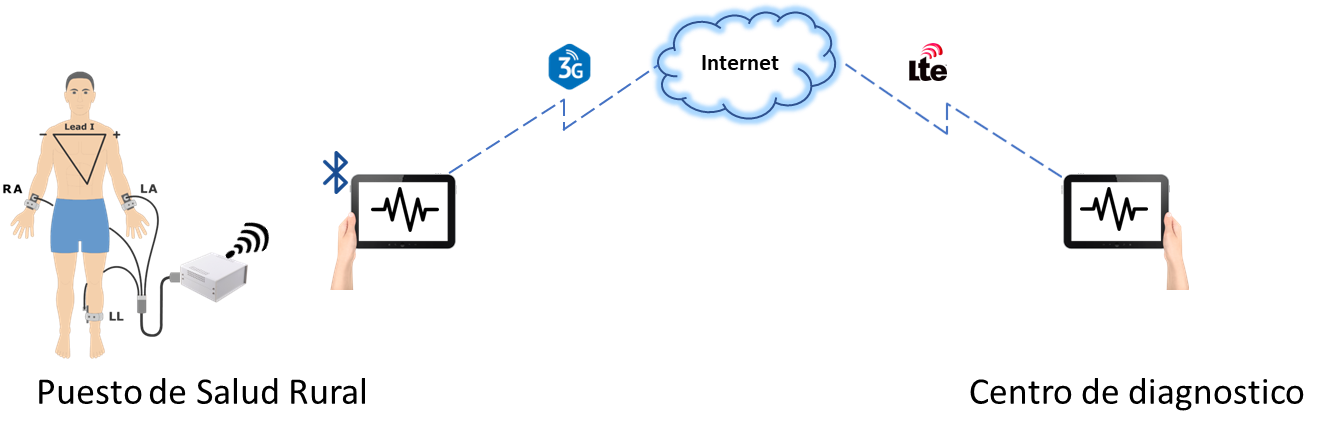 Internet
3G
Lte
Lead I
− +
RA
LA
LL
Puesto de Salud Rural
Centro de diagnostico